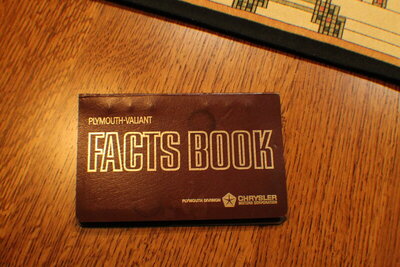 PLYMOUTH-VALIANT
FACTS BOOK
PLYMOUTH DIVISION CHRYSLER
MOTORS CORPORATION